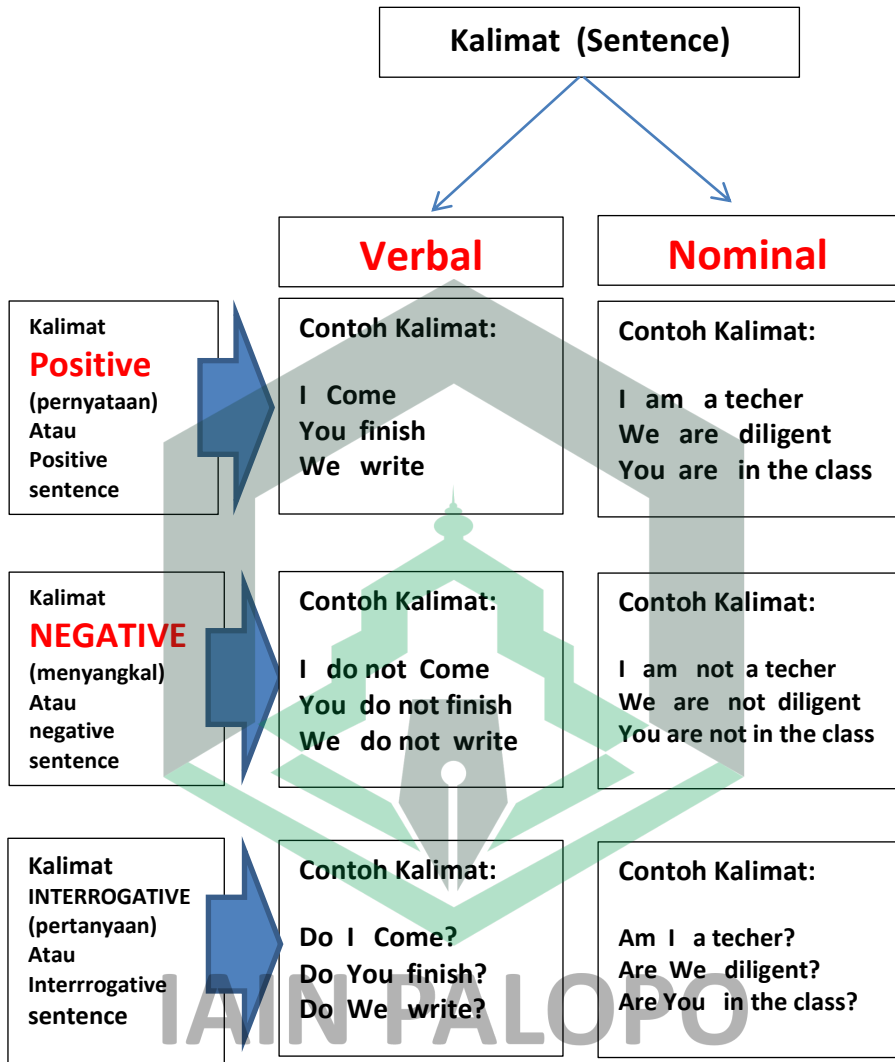 Kalimat (Sentence)
Verbal
Nominal
Kalimat
Positive
(pernyataan)
Atau
Positive
sentence
Contoh Kalimat:
I Come
You finish
We write
Contoh Kalimat:
I am a techer
We are diligent
You are in the class
Kalimat
NEGATIVE
(menyangkal)
Atau
negative
sentence
Contoh Kalimat:
I do not Come
You do not finish
We do not write
Contoh Kalimat:
I am not a techer
We are not diligent
You are not in the class
Kalimat
INTERROGATIVE
(pertanyaan)
Atau
Interrrogative
sentence
Contoh Kalimat:
Do I Come?
Do You finish?
Do We write?
Contoh Kalimat:
Am I a techer?
Are We diligent?
Are You in the class?
IAIN PALOPO